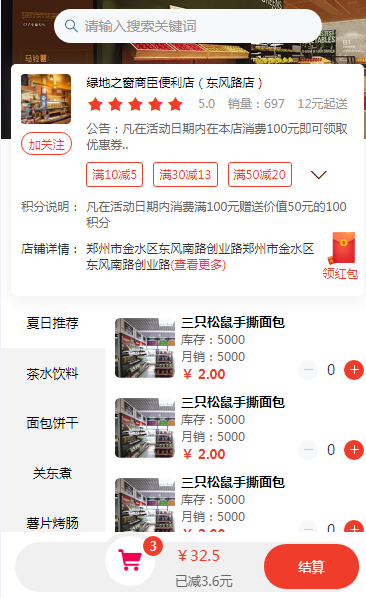 请输入搜索关键词
马铃薯
绿地之窗商臣便利店（东风路店）
5.0 销量：697 12元起送
加关注
公告：凡在活动日期内在本店消费100元即可领取
优惠券..
满10减5 满30减13 满50减20
积分说明： 凡在活动日期内消费满100元赠送价值50元的100
积分
店铺详情： 郑州市金水区东风南路创业路郑州市金水区
东风南路创业路(查看更多)
领红包
夏日推荐
茶水饮料
面包饼干
关东煮
薯片烤肠
三只松鼠手撕面包
库存：5000
月销：5000
¥ 2.00
0
三只松鼠手撕面包
库存：5000
月销：5000
¥ 2.00
0
三只松鼠手撕面包
库存：5000
月销：5000
¥ 2.00
0
3
¥32.5
已减3.6元
结算